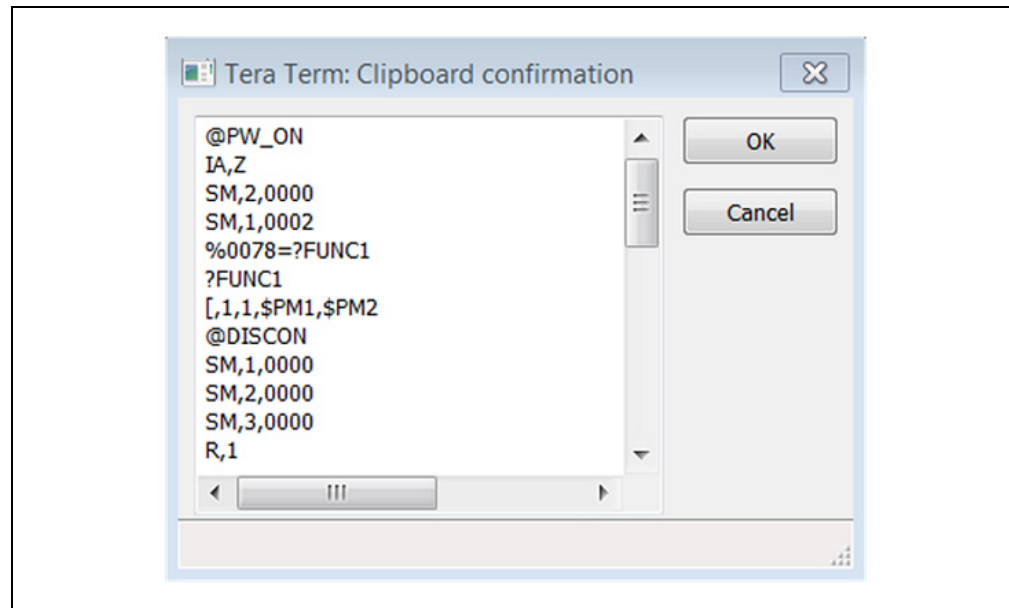 Tera Term: Clipboard confirmation
@PW_ON
IA,Z
SM,2,0000
SM,1,0002
%0078=?FUNC1
?FUNC1
[,1,1,$PM1,$PM2
@DISCON
SM,1,0000
SM,2,0000
SM,3,0000
R,1
OK
Cancel